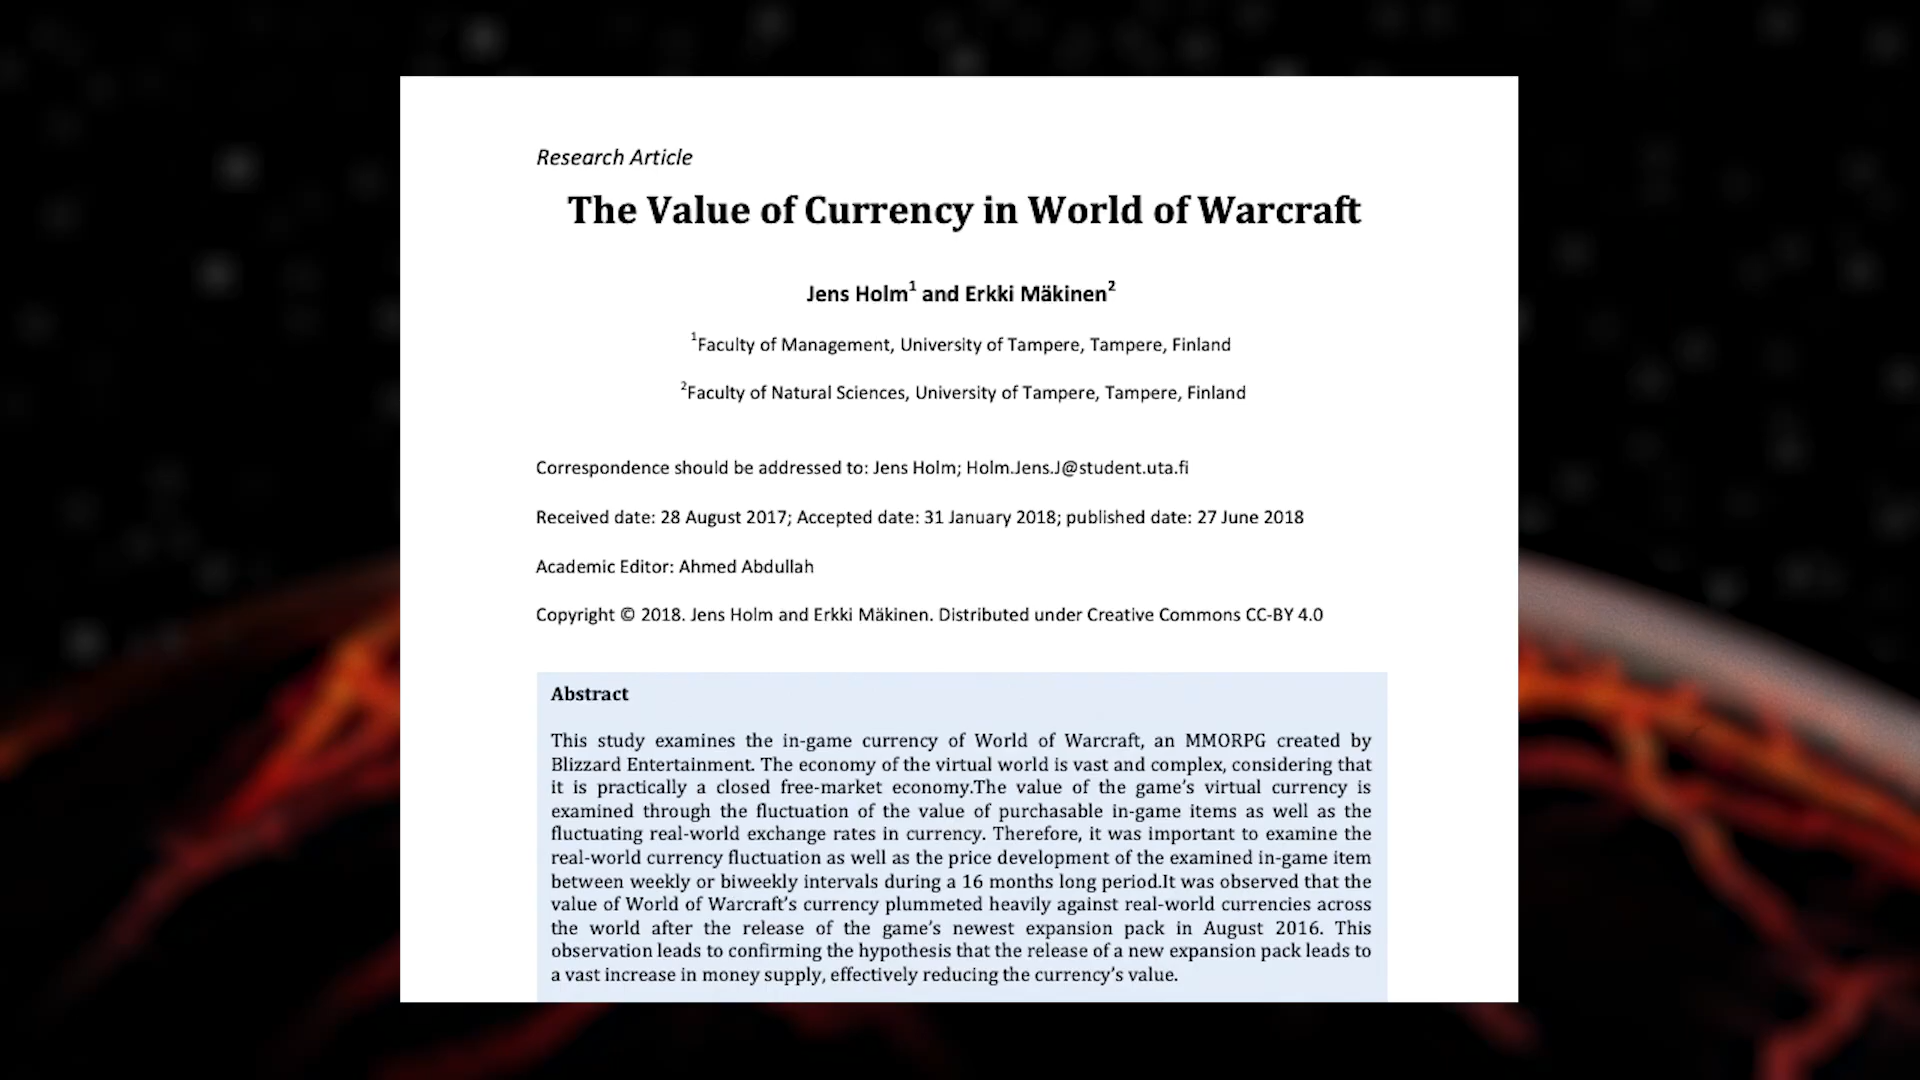 Research Article
The Value of Currency in World of Warcraft
Jens Holm1 and Erkki Mäkinen2
1Faculty of Management, University of Tampere, Tampere, Finland
2Faculty of Natural Sciences, University of Tampere, Tampere, Finland
Correspondence should be addressed to: Jens Holm; Holm.Jens.J@student.uta.fi
Received date: 28 August 2017; Accepted date: 31 January 2018; published date: 27 June 2018
Academic Editor: Ahmed Abdullah
Copyright © 2018. Jens Holm and Erkki Mäkinen. Distributed under Creative Commons CC-BY 4.0
Abstract
This study examines the in-game currency of World of Warcraft, an MMORPG created by
Blizzard Entertainment. The economy of the virtual world is vast and complex, considering that
it is practically a closed free-market economy.The value of the game's virtual currency is
examined through the fluctuation of the value of purchasable in-game items as well as the
fluctuating real-world exchange rates in currency. Therefore, it was important to examine the
real-world currency fluctuation as well as the price development of the examined in-game item
between weekly or biweekly intervals during a 16 months long period.It was observed that the
value of World of Warcraft's currency plummeted heavily against real-world currencies across
the world after the release of the game's newest expansion pack in August 2016. This
observation leads to confirming the hypothesis that the release of a new expansion pack leads to
a vast increase in money supply, effectively reducing the currency's value.